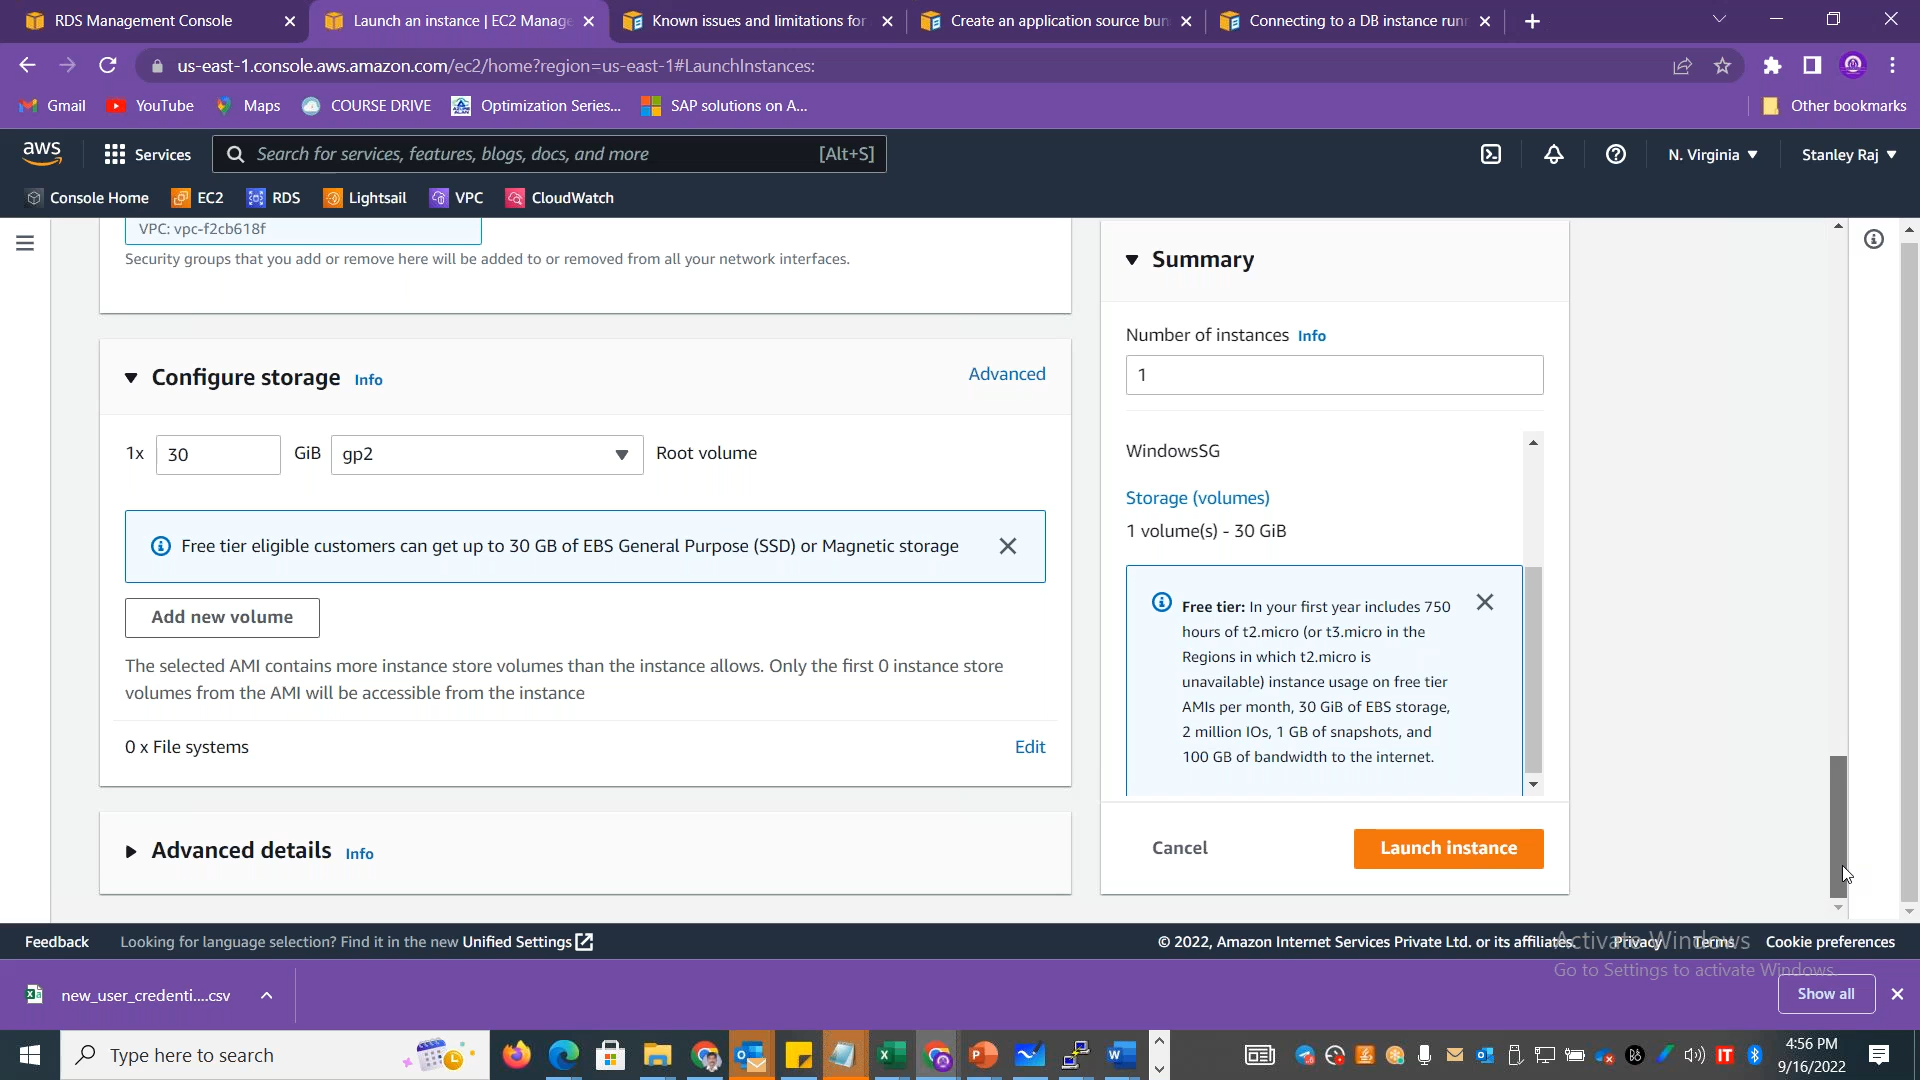 RDS Management Console
Launch an instance | EC2 Manage
Known issues and limitations for
Create an application source bun
Connecting to a DB instance runn
us-east-1.console.aws.amazon.com/ec2/home?region=us-east-1#LaunchInstances:
Gmail
YouTube
Maps
COURSE DRIVE
Optimization Series...
SAP solutions on A...
Other bookmarks
aws
Services
Search for services, features, blogs, docs, and more
[Alt+S]
N. Virginia
Stanley Raj
Console Home
EC2
RDS
Lightsail
VPC
CloudWatch
VPC: vpc-f2cb618f
Security groups that you add or remove here will be added to or removed from all your network interfaces.
Configure storage Info
Advanced
1x 30 GiB gp2 Root volume
Free tier eligible customers can get up to 30 GB of EBS General Purpose (SSD) or Magnetic storage
Add new volume
The selected AMI contains more instance store volumes than the instance allows. Only the first 0 instance store
volumes from the AMI will be accessible from the instance
0 x File systems
Edit
Advanced details Info
Summary
Number of instances Info
1
WindowsSG
Storage (volumes)
1 volume(s) - 30 GiB
Free tier: In your first year includes 750
hours of t2.micro (or t3.micro in the
Regions in which t2.micro is
unavailable) instance usage on free tier
AMIs per month, 30 GiB of EBS storage,
2 million IOs, 1 GB of snapshots, and
100 GB of bandwidth to the internet.
Cancel
Launch instance
Feedback
Looking for language selection? Find it in the new Unified Settings
© 2022, Amazon Internet Services Private Ltd. or its affiliates.
Privacy
Terms
Cookie preferences
Activate Windows
Go to Settings to activate Windows.
new_user_credenti....csv
Show all
Type here to search
4:56 PM
9/16/2022